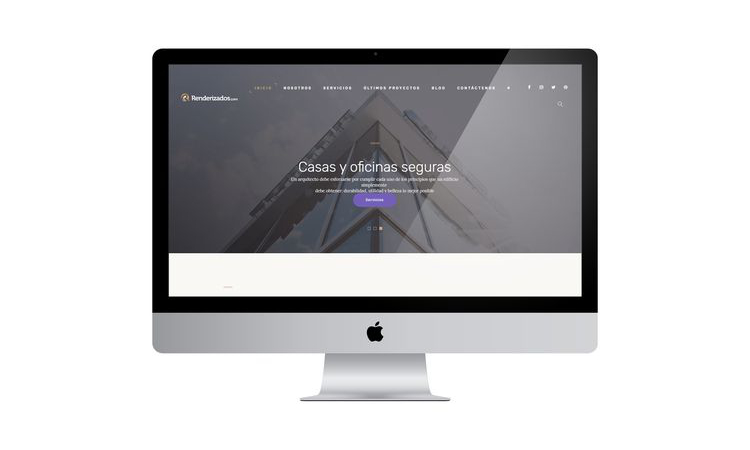 Renderizados.com
INICIO NOSOTROS SERVICIOS ÚLTIMOS PROYECTOS BLOG CONTÁCTENOS
Casas y oficinas seguras
Un arquitecto debe esforzarse por cumplir cada uno de los principios que un edificio
simplemente
debe obtener: durabilidad, utilidad y belleza lo mejor posible
Servicios